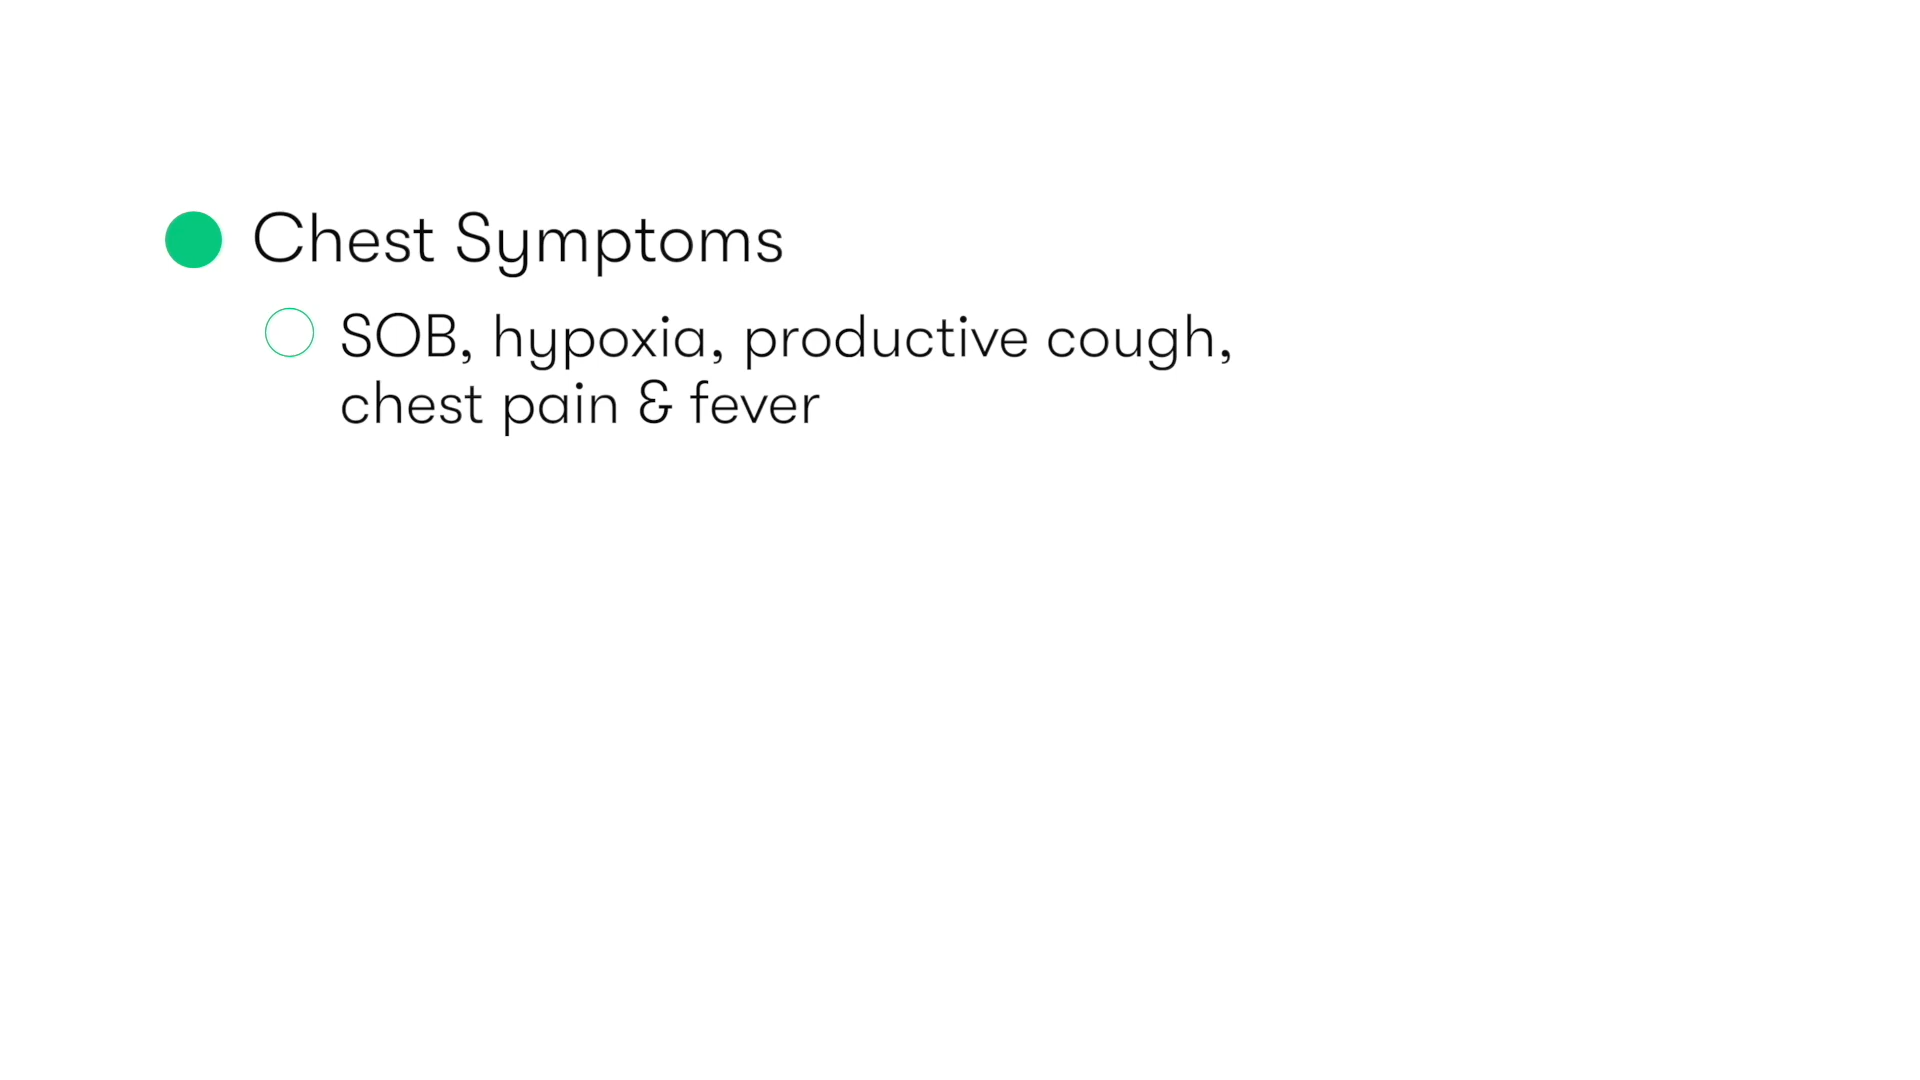 Chest Symptoms
SOB, hypoxia, productive cough,
chest pain & fever